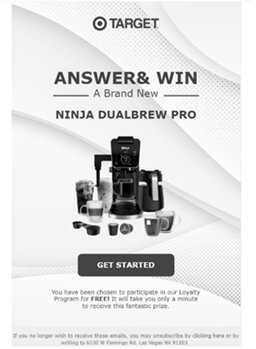 TARGET
ANSWER& WIN
A Brand New
NINJA DUALBREW PRO
GET STARTED
You have been chosen to participate in our Loyalty
Program for FREE! It will take you only a minute
to receive this fantastic prize.
If you no longer wish to receive these emails, you may unsubscribe by clicking here or by
writing to 6130 W Flamingo Rd. Las Vegas NV 81303